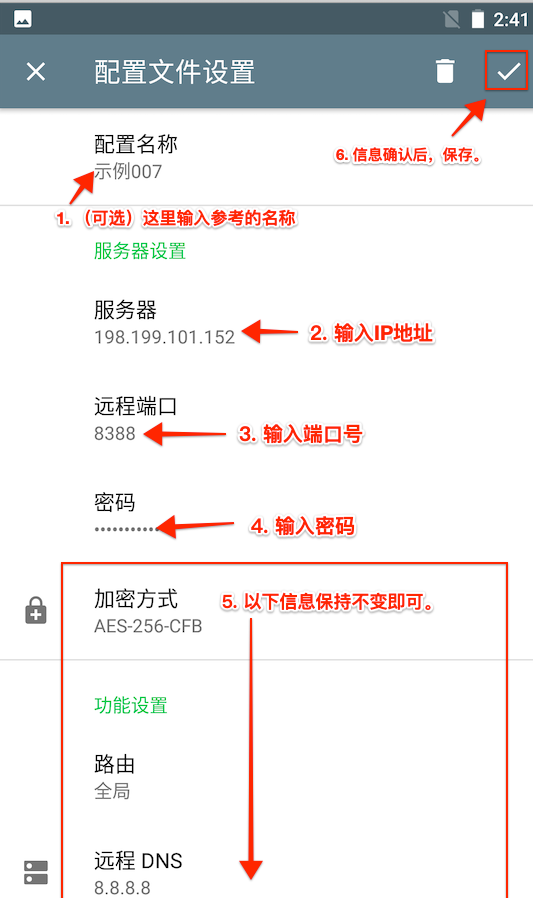 2:41
配置文件设置
配置名称
6. 信息确认后，保存。
示例007
1. （可选）这里输入参考的名称
服务器设置
服务器
198.199.101.152
2. 输入IP地址
远程端口
8388
3. 输入端口号
密码
••••••••••
4. 输入密码
加密方式
5. 以下信息保持不变即可。
AES-256-CFB
功能设置
路由
全局
远程 DNS
8.8.8.8